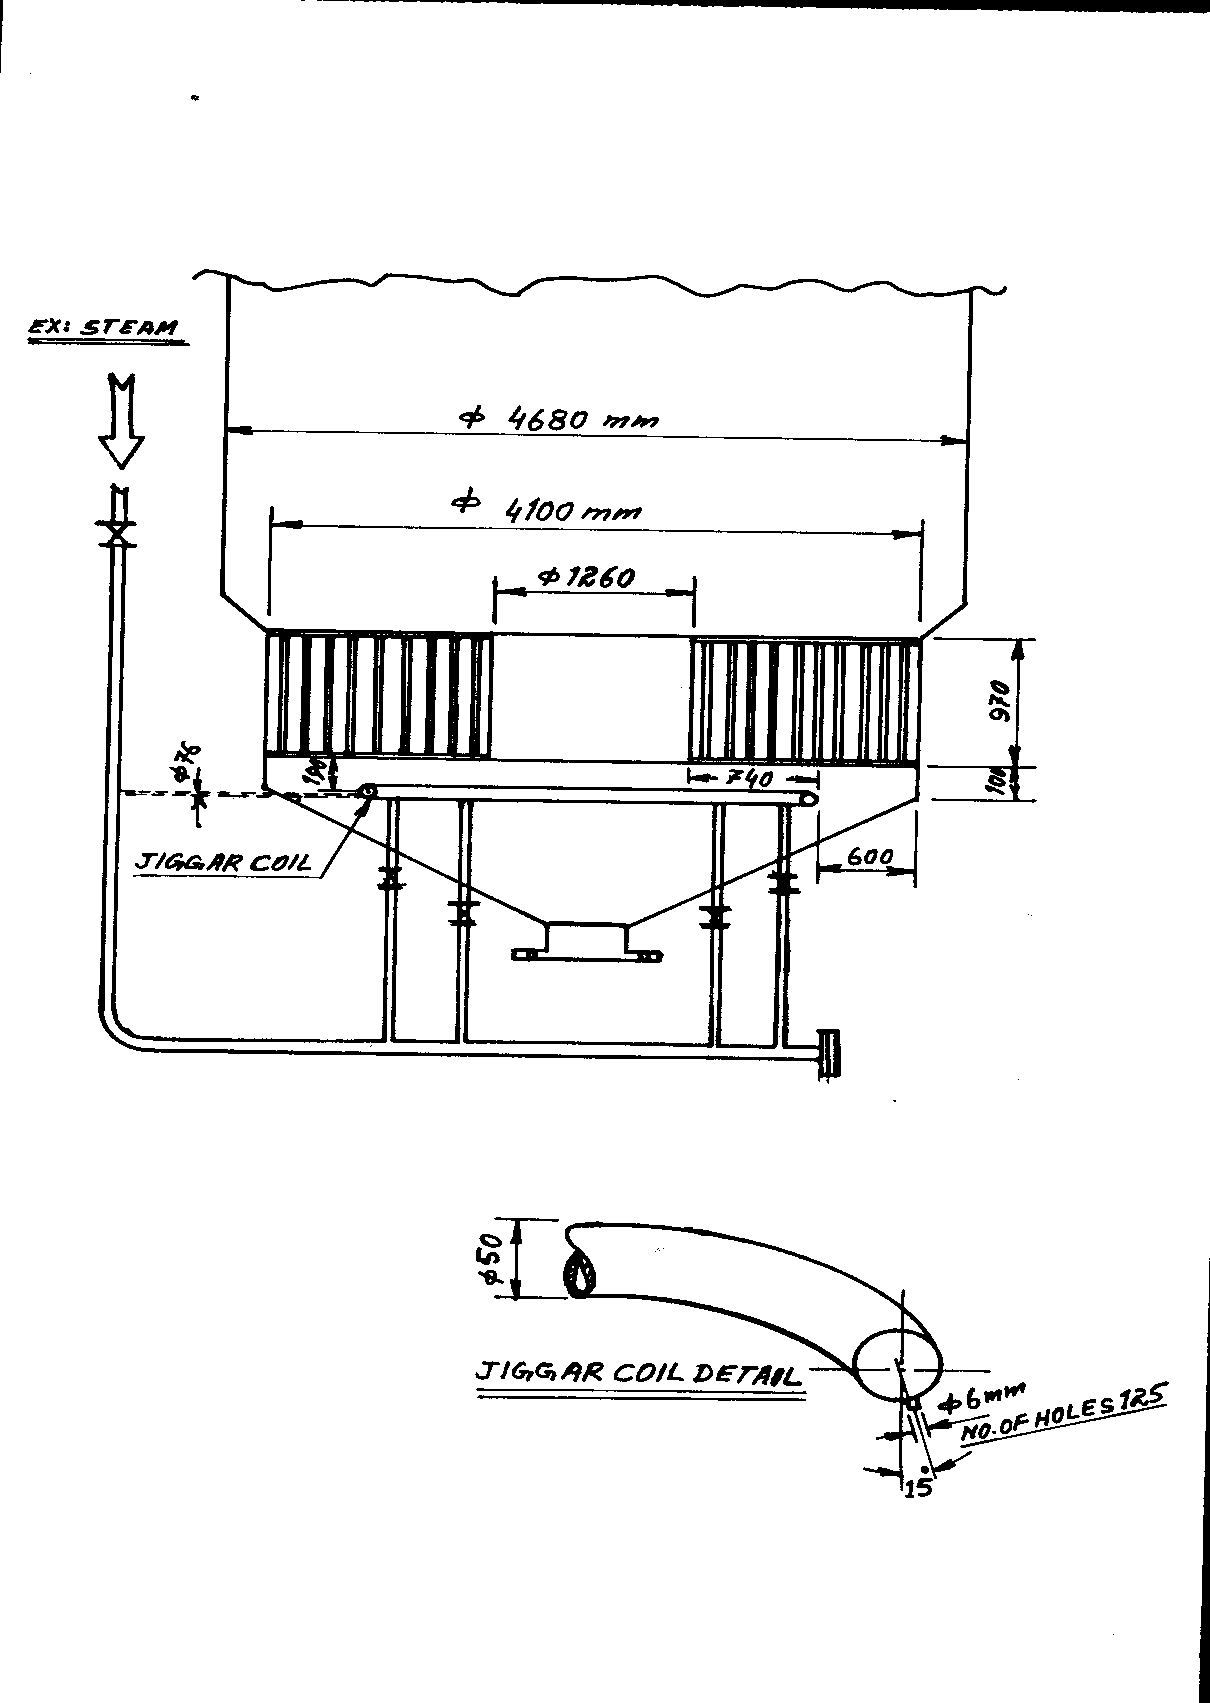 EX: STEAM
ϕ 4680 mm
ϕ 4100 mm
ϕ 1260
970
ϕ76
100
740
100
JIGGAR COIL
600
ϕ50
JIGGAR COIL DETAIL
ϕ6mm
NO. OF HOLES 125
15°